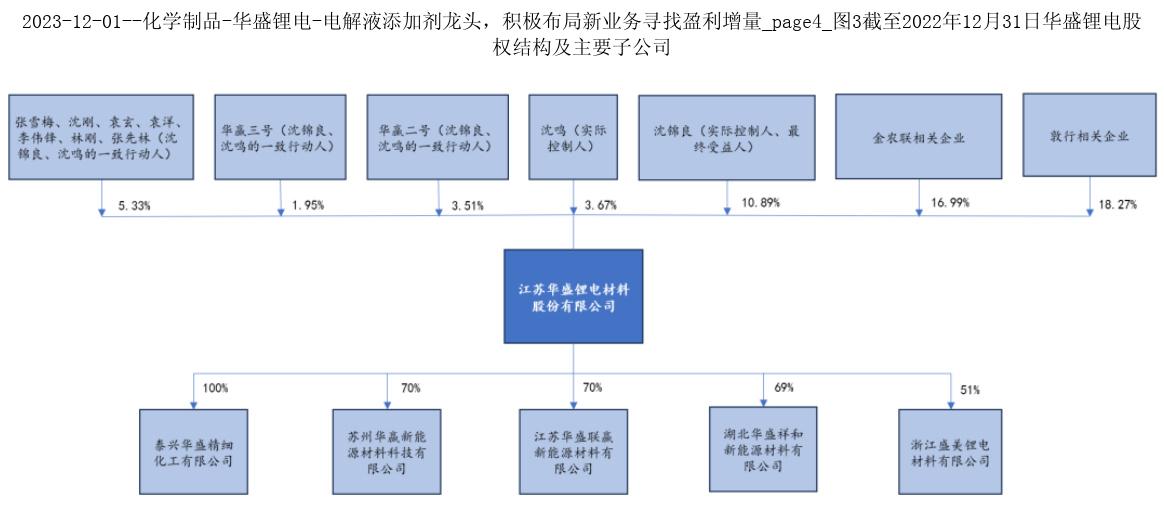 2023-12-01--化学制品-华盛锂电-电解液添加剂龙头，积极布局新业务寻找盈利增量_page4_图3截至2022年12月31日华盛锂电股
权结构及主要子公司
张雪梅、沈刚、袁玄、袁洋、
李伟锋、林刚、张先林（沈
锦良、沈鸣的一致行动人）
华赢三号（沈锦良、
沈鸣的一致行动人）
华赢二号（沈锦良、
沈鸣的一致行动人）
沈鸣（实际
控制人）
沈锦良（实际控制人、最
终受益人）
金农联相关企业
敦行相关企业
5.33%
1.95%
3.51%
3.67%
10.89%
16.99%
18.27%
江苏华盛锂电材料
股份有限公司
100%
70%
70%
69%
51%
泰兴华盛精细
化工有限公司
苏州华赢新能
源材料科技有
限公司
江苏华盛联赢
新能源材料有
限公司
湖北华盛祥和
新能源材料有
限公司
浙江盛美锂电
材料有限公司